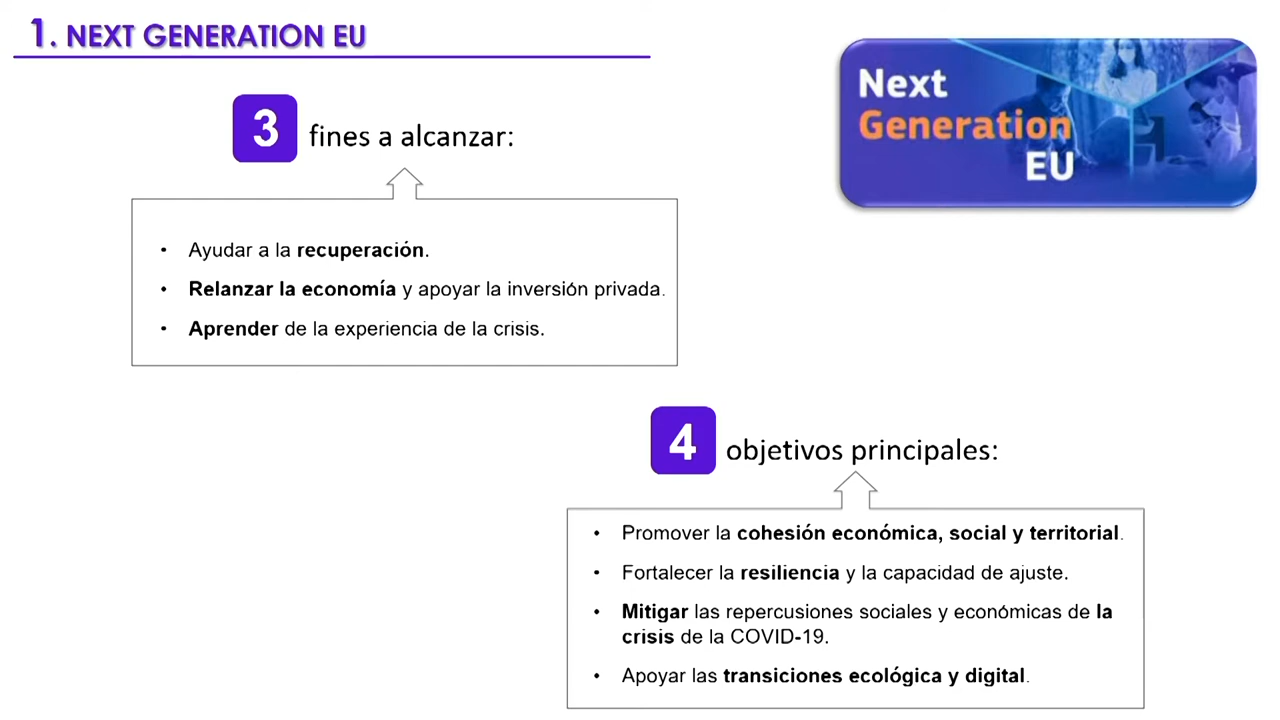 1. NEXT GENERATION EU
Next
Generation
EU
3 fines a alcanzar:
• Ayudar a la recuperación.
• Relanzar la economía y apoyar la inversión privada.
• Aprender de la experiencia de la crisis.
4 objetivos principales:
• Promover la cohesión económica, social y territorial.
• Fortalecer la resiliencia y la capacidad de ajuste.
• Mitigar las repercusiones sociales y económicas de la
crisis de la COVID-19.
• Apoyar las transiciones ecológica y digital.